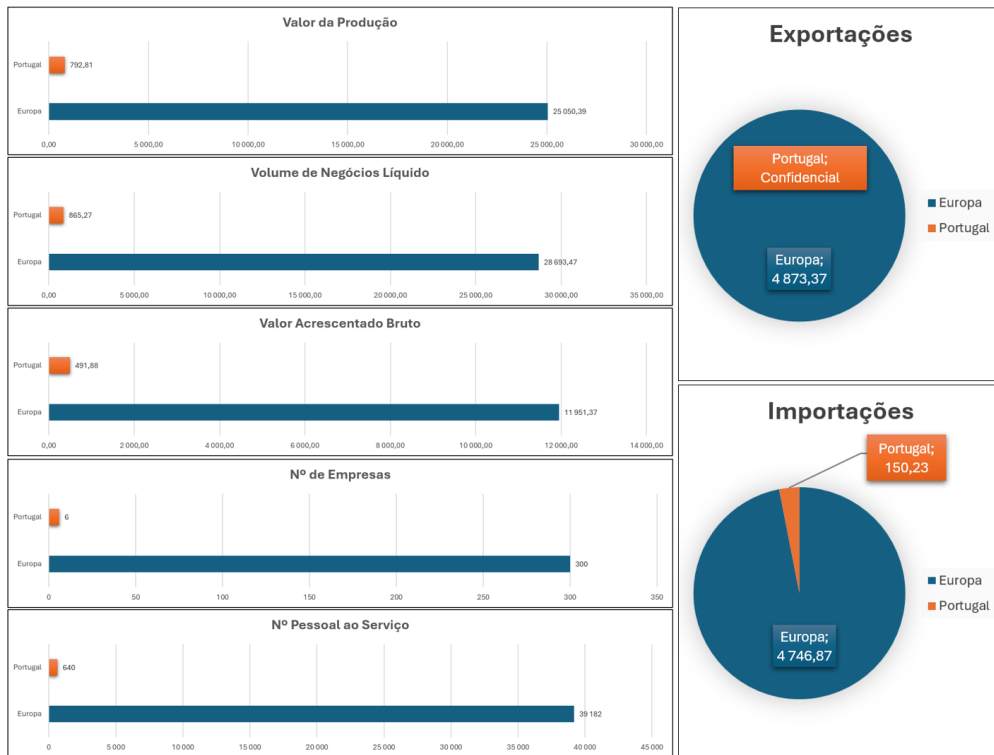 Valor da Produção
Portugal
792,81
Europa
25 050,39
0,00 5 000,00 10 000,00 15 000,00 20 000,00 25 000,00 30 000,00
Volume de Negócios Líquido
Portugal
865,27
Europa
28 693,47
0,00 5 000,00 10 000,00 15 000,00 20 000,00 25 000,00 30 000,00 35 000,00
Valor Acrescentado Bruto
Portugal
491,88
Europa
11 951,37
0,00 2 000,00 4 000,00 6 000,00 8 000,00 10 000,00 12 000,00 14 000,00
Nº de Empresas
Portugal
6
Europa
300
0 50 100 150 200 250 300 350
Nº Pessoal ao Serviço
Portugal
640
Europa
39 182
0 5 000 10 000 15 000 20 000 25 000 30 000 35 000 40 000 45 000
Exportações
Portugal;
Confidencial
Europa;
4 873,37
Europa
Portugal
Importações
Portugal;
150,23
Europa;
4 746,87
Europa
Portugal